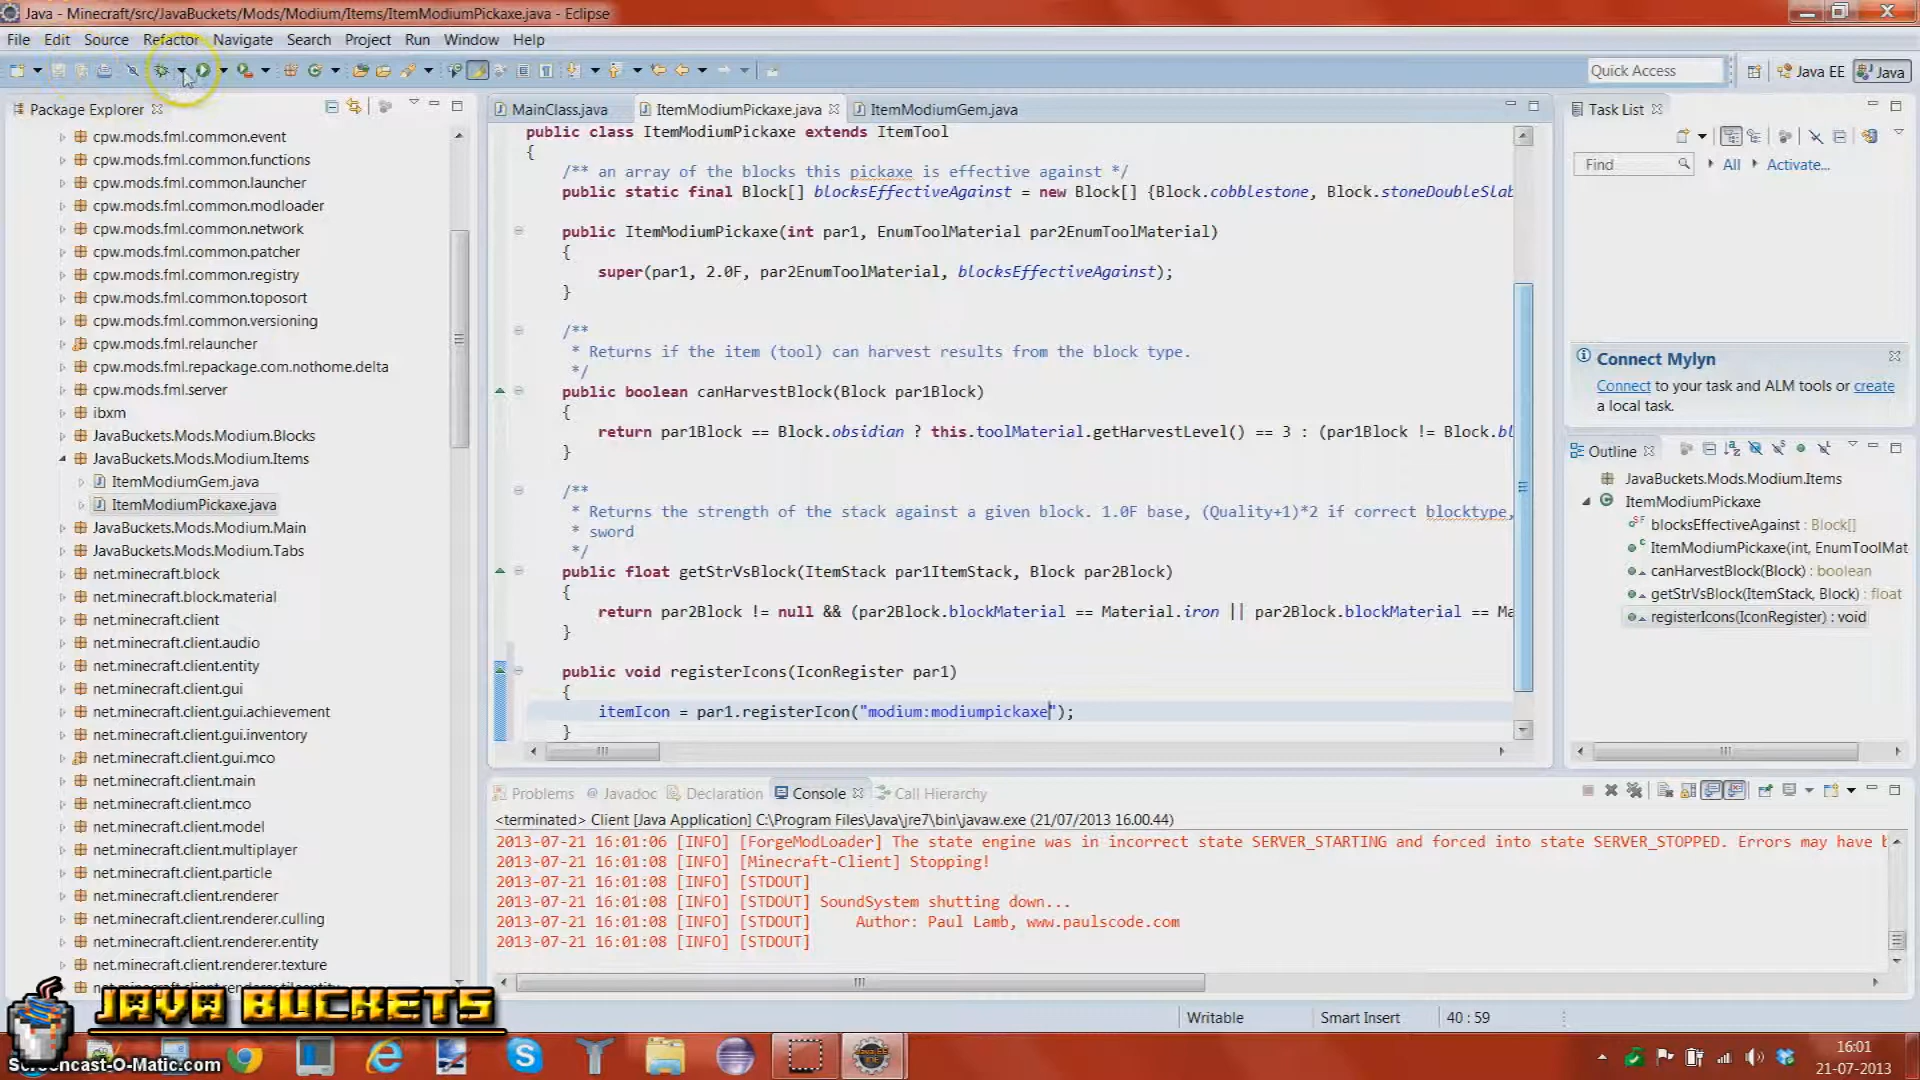 Java - Minecraft/src/JavaBuckets/Mods/Modium/Items/ItemModiumPickaxe.java - Eclipse
File Edit Source Refactor Navigate Search Project Run Window Help
Quick Access
Java EE
Java
Package Explorer
cpw.mods.fml.common.event
cpw.mods.fml.common.functions
cpw.mods.fml.common.launcher
cpw.mods.fml.common.modloader
cpw.mods.fml.common.network
cpw.mods.fml.common.patcher
cpw.mods.fml.common.registry
cpw.mods.fml.common.toposort
cpw.mods.fml.common.versioning
cpw.mods.fml.relauncher
cpw.mods.fml.repackage.com.nothome.delta
cpw.mods.fml.server
ibxm
JavaBuckets.Mods.Modium.Blocks
JavaBuckets.Mods.Modium.Items
ItemModiumGem.java
ItemModiumPickaxe.java
JavaBuckets.Mods.Modium.Main
JavaBuckets.Mods.Modium.Tabs
net.minecraft.block
net.minecraft.block.material
net.minecraft.client
net.minecraft.client.audio
net.minecraft.client.entity
net.minecraft.client.gui
net.minecraft.client.gui.achievement
net.minecraft.client.gui.inventory
net.minecraft.client.gui.mco
net.minecraft.client.main
net.minecraft.client.mco
net.minecraft.client.model
net.minecraft.client.multiplayer
net.minecraft.client.particle
net.minecraft.client.renderer
net.minecraft.client.renderer.culling
net.minecraft.client.renderer.entity
net.minecraft.client.renderer.texture
MainClass.java
ItemModiumPickaxe.java
ItemModiumGem.java
public class ItemModiumPickaxe extends ItemTool
{
/** an array of the blocks this pickaxe is effective against */
public static final Block[] blocksEffectiveAgainst = new Block[] {Block.cobblestone, Block.stoneDoubleSlab
public ItemModiumPickaxe(int par1, EnumToolMaterial par2EnumToolMaterial)
{
super(par1, 2.0F, par2EnumToolMaterial, blocksEffectiveAgainst);
}
/**
* Returns if the item (tool) can harvest results from the block type.
*/
public boolean canHarvestBlock(Block par1Block)
{
return par1Block == Block.obsidian ? this.toolMaterial.getHarvestLevel() == 3 : (par1Block != Block.bl
}
/**
* Returns the strength of the stack against a given block. 1.0F base, (Quality+1)*2 if correct blocktype,
* sword
*/
public float getStrVsBlock(ItemStack par1ItemStack, Block par2Block)
{
return par2Block != null && (par2Block.blockMaterial == Material.iron || par2Block.blockMaterial == Ma
}
public void registerIcons(IconRegister par1)
{
itemIcon = par1.registerIcon("modium:modiumpickaxe");
}
Task List
Find
All
Activate...
Connect Mylyn
Connect to your task and ALM tools or create
a local task.
Outline
JavaBuckets.Mods.Modium.Items
ItemModiumPickaxe
blocksEffectiveAgainst : Block[]
ItemModiumPickaxe(int, EnumToolMat
canHarvestBlock(Block) : boolean
getStrVsBlock(ItemStack, Block) : float
registerIcons(IconRegister) : void
Problems @ Javadoc Declaration Console Call Hierarchy
<terminated> Client [Java Application] C:\Program Files\Java\jre7\bin\javaw.exe (21/07/2013 16.00.44)
2013-07-21 16:01:06 [INFO] [ForgeModLoader] The state engine was in incorrect state SERVER_STARTING and forced into state SERVER_STOPPED. Errors may have b
2013-07-21 16:01:08 [INFO] [Minecraft-Client] Stopping!
2013-07-21 16:01:08 [INFO] [STDOUT]
2013-07-21 16:01:08 [INFO] [STDOUT] SoundSystem shutting down...
2013-07-21 16:01:08 [INFO] [STDOUT] Author: Paul Lamb, www.paulscode.com
2013-07-21 16:01:08 [INFO] [STDOUT]
Writable
Smart Insert
40 : 59
JAVA BUCKETS
Screencast-O-Matic.com
16:01
21-07-2013